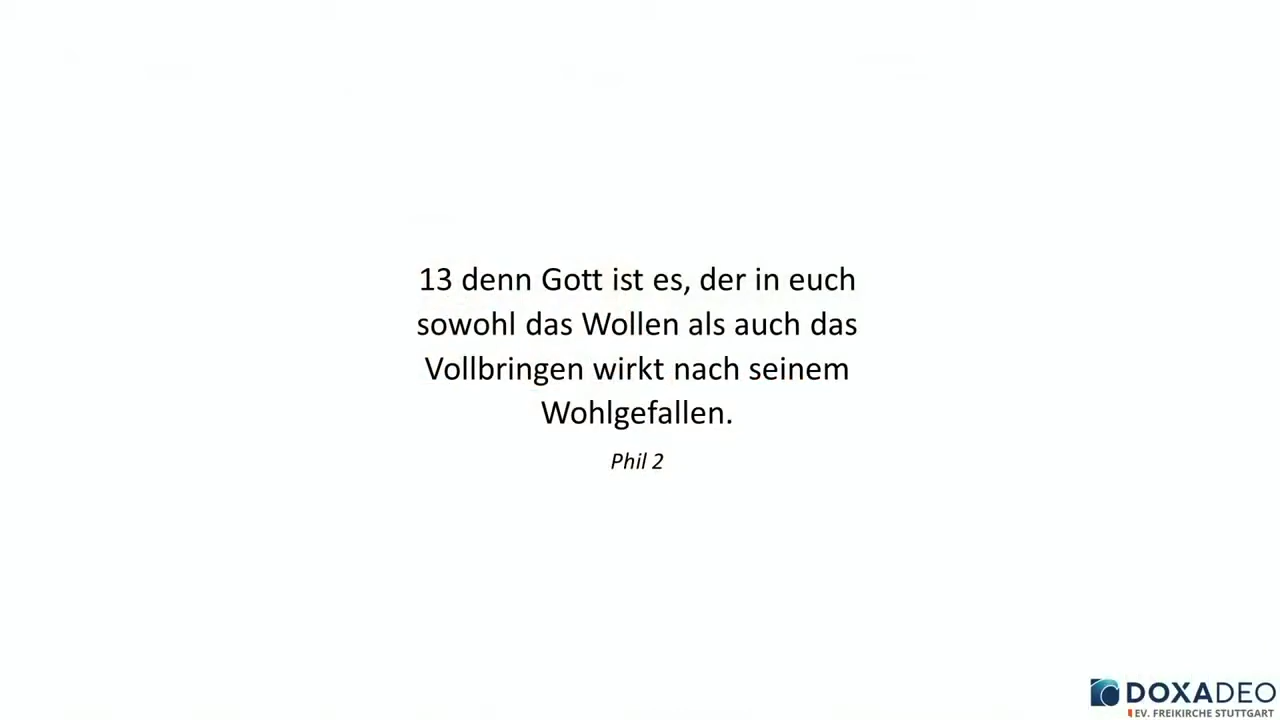 13 denn Gott ist es, der in euch
sowohl das Wollen als auch das
Vollbringen wirkt nach seinem
Wohlgefallen.
Phil 2
DOXADEO
EV. FREIKIRCHE STUTTGART